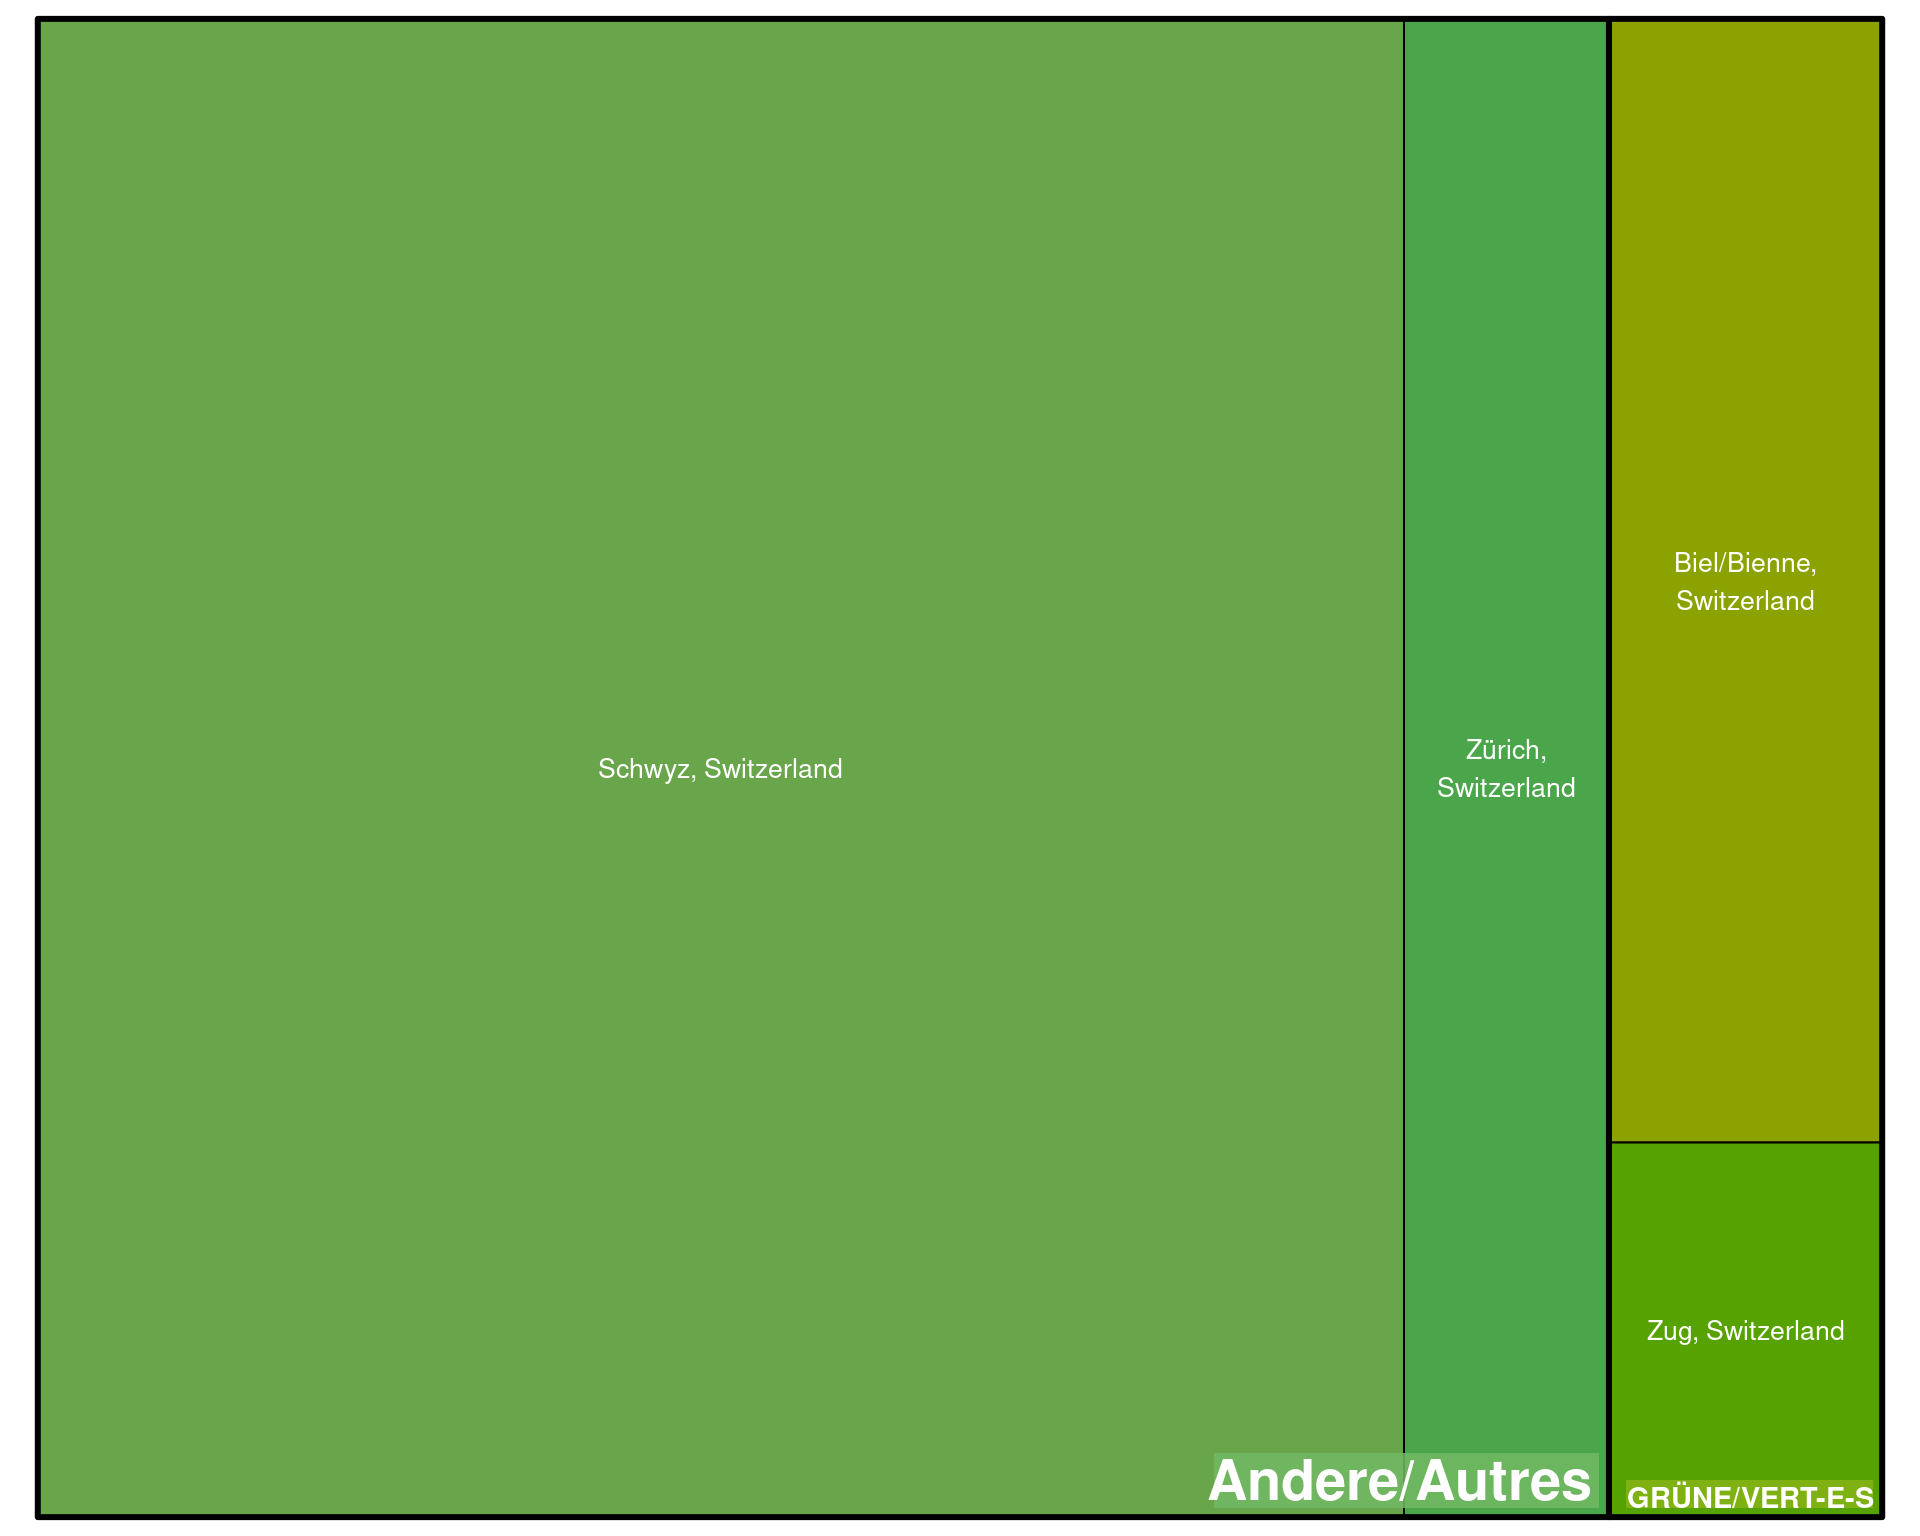 Schwyz, Switzerland
Zürich,
Switzerland
Andere/Autres
Biel/Bienne,
Switzerland
Zug, Switzerland
GRÜNE/VERT-E-S